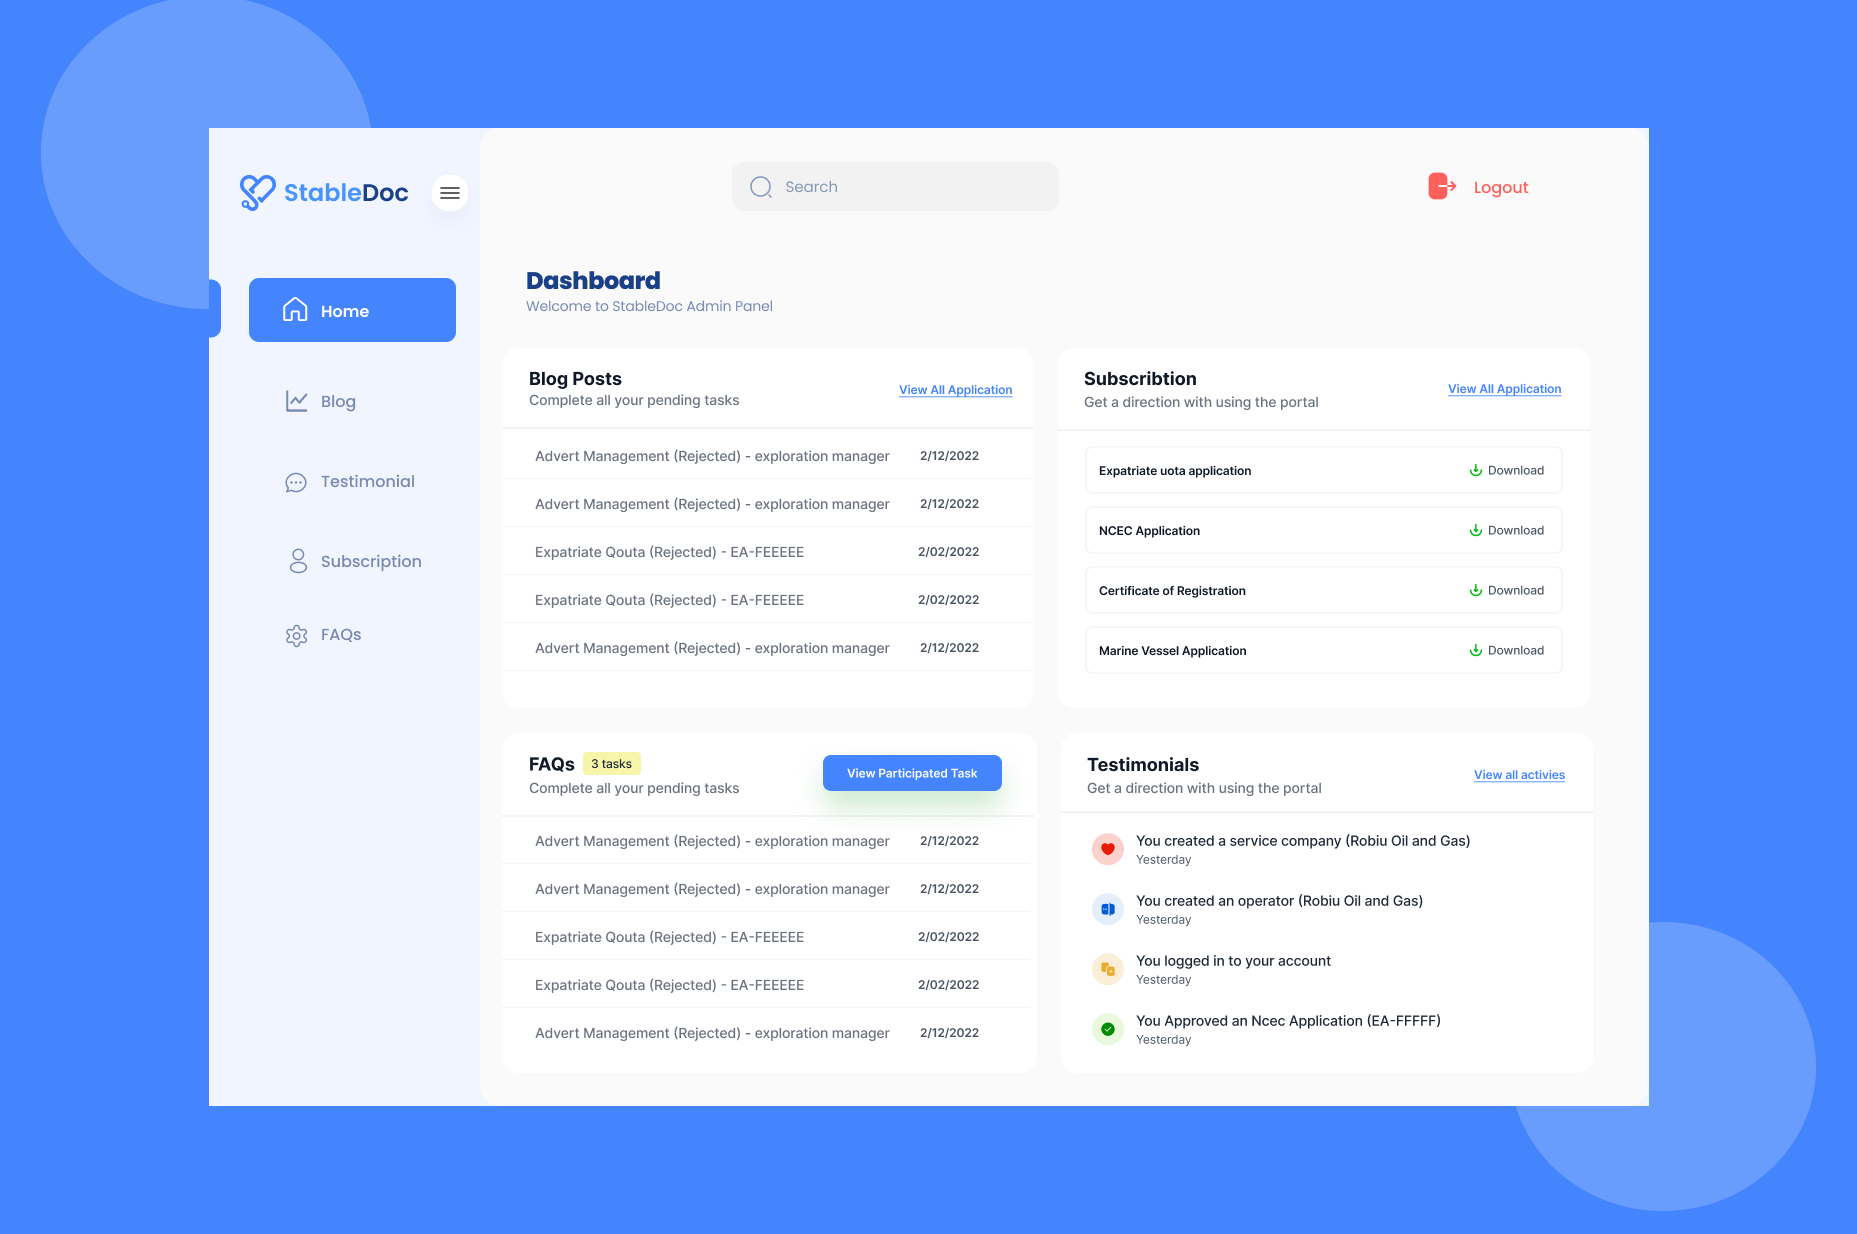 StableDoc
Search
Logout
Home
Blog
Testimonial
Subscription
FAQs
Dashboard
Welcome to StableDoc Admin Panel
Blog Posts
Complete all your pending tasks
View All Application
Advert Management (Rejected) - exploration manager 2/12/2022
Advert Management (Rejected) - exploration manager 2/12/2022
Expatriate Qouta (Rejected) - EA-FEEEEE 2/02/2022
Expatriate Qouta (Rejected) - EA-FEEEEE 2/02/2022
Advert Management (Rejected) - exploration manager 2/12/2022
Subscribtion
Get a direction with using the portal
View All Application
Expatriate uota application Download
NCEC Application Download
Certificate of Registration Download
Marine Vessel Application Download
FAQs 3 tasks
Complete all your pending tasks
View Participated Task
Advert Management (Rejected) - exploration manager 2/12/2022
Advert Management (Rejected) - exploration manager 2/12/2022
Expatriate Qouta (Rejected) - EA-FEEEEE 2/02/2022
Expatriate Qouta (Rejected) - EA-FEEEEE 2/02/2022
Advert Management (Rejected) - exploration manager 2/12/2022
Testimonials
Get a direction with using the portal
View all activies
You created a service company (Robiu Oil and Gas)
Yesterday
You created an operator (Robiu Oil and Gas)
Yesterday
You logged in to your account
Yesterday
You Approved an Ncec Application (EA-FFFFF)
Yesterday